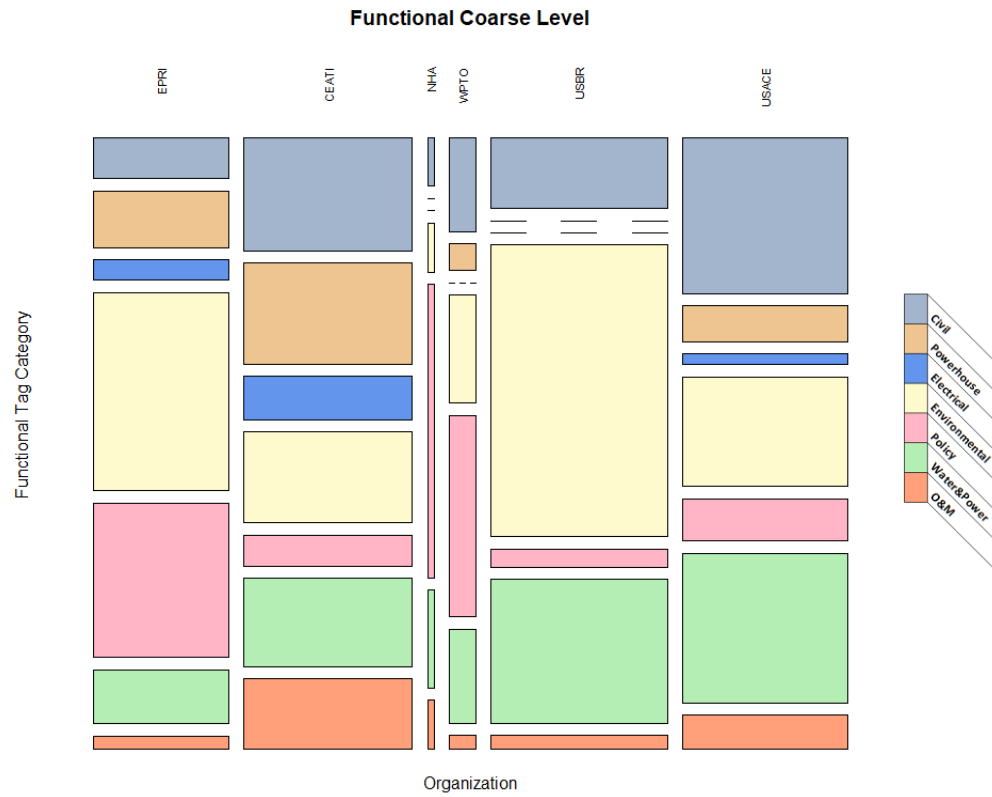 Functional Coarse Level
EPRI
CEATI
NHA
WPTO
USBR
USACE
Functional Tag Category
Civil
Powerhouse
Electrical
Environmental
Policy
Water&Power
O&M
Organization